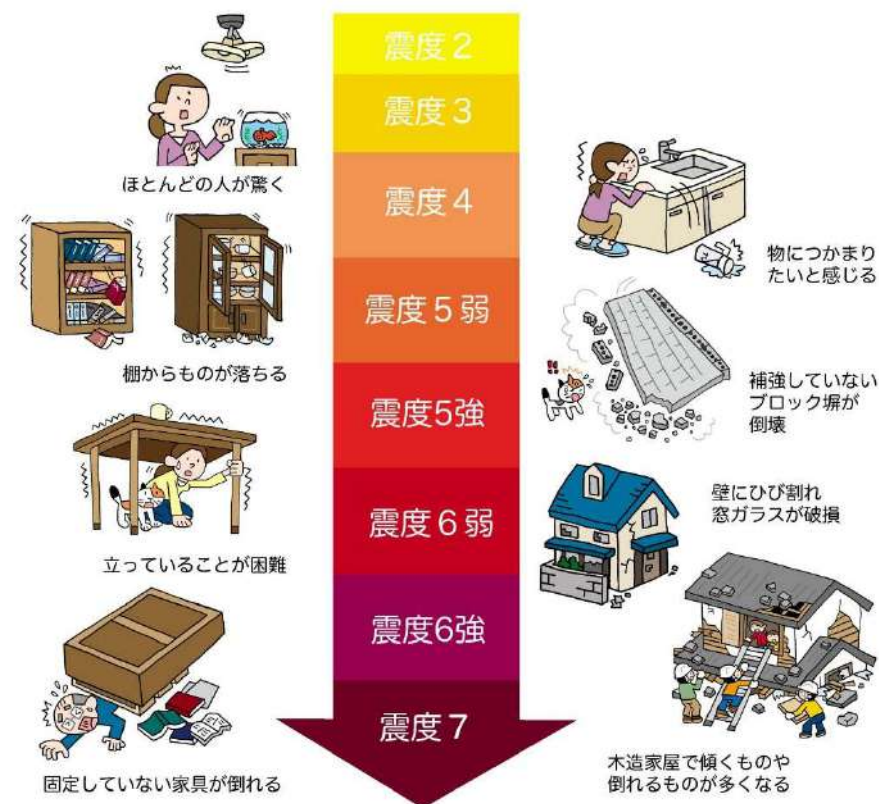 震度2
震度3
震度4
震度5弱
震度5強
震度6弱
震度6強
震度7
ほとんどの人が驚く
棚からものが落ちる
立っていることが困難
固定していない家具が倒れる
物につかまり
たいと感じる
補強していない
ブロック塀が
倒壊
壁にひび割れ
窓ガラスが破損
木造家屋で傾くものや
倒れるものが多くなる